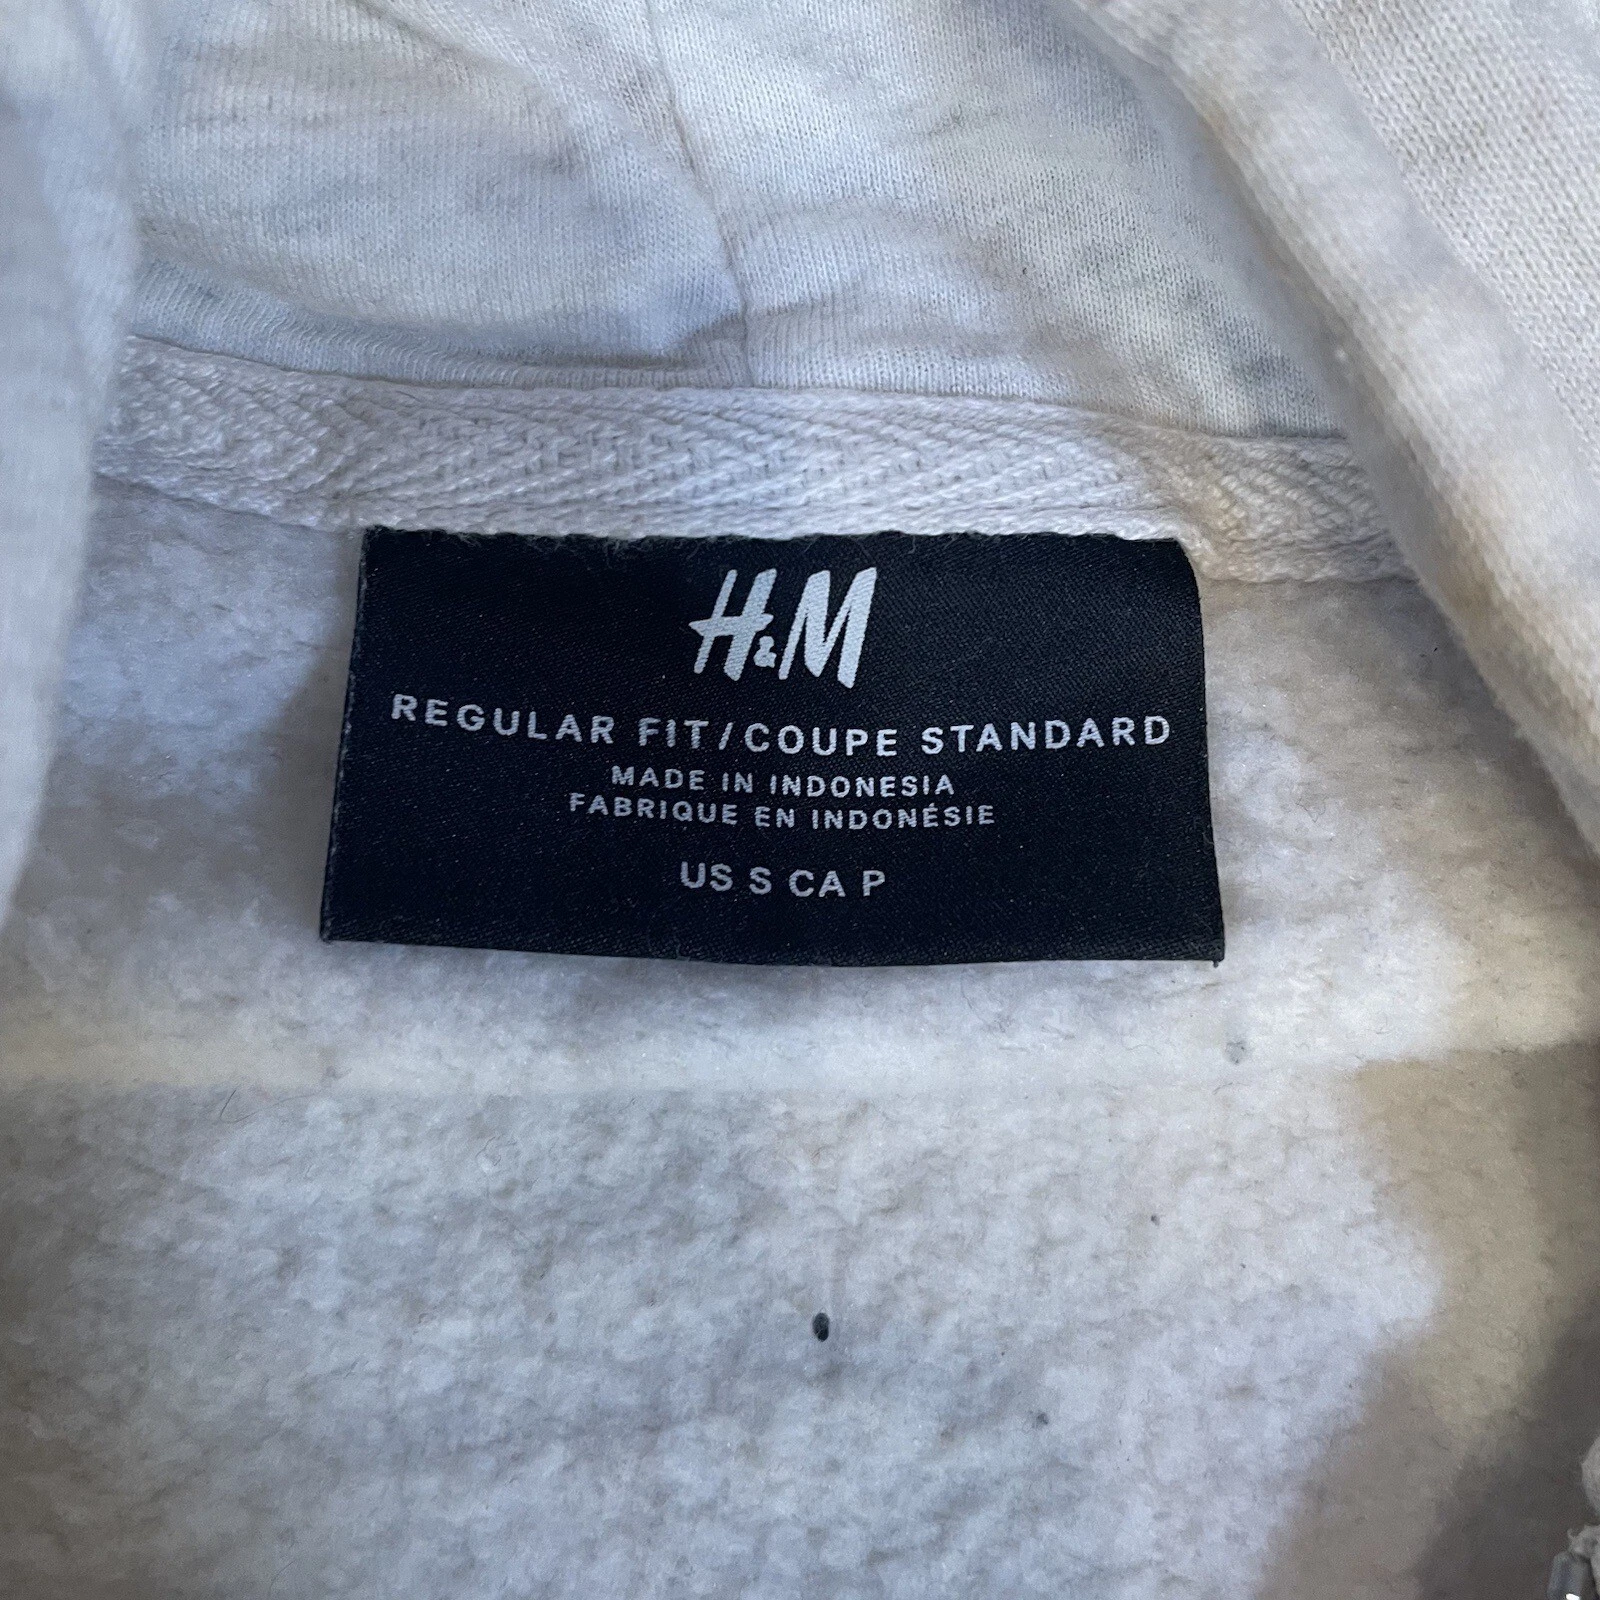 H&M
REGULAR FIT/COUPE STANDARD
MADE IN INDONESIA
FABRIQUE EN INDONÉSIE
US S CA P